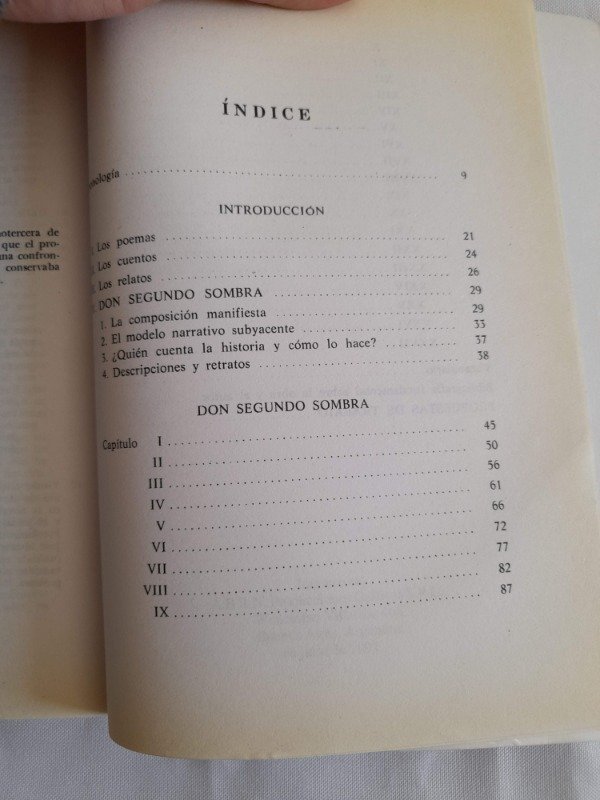 otercera de
que el pro-
una confron-
conservaba
ÍNDICE
nología ........................................ 9
INTRODUCCIÓN
Los poemas ........................................ 21
Los cuentos ........................................ 24
Los relatos ........................................ 26
DON SEGUNDO SOMBRA ........................................ 29
1. La composición manifiesta ........................................ 29
2. El modelo narrativo subyacente ........................................ 33
3. ¿Quién cuenta la historia y cómo lo hace? ........................................ 37
4. Descripciones y retratos ........................................ 38
DON SEGUNDO SOMBRA
Capítulo I ........................................ 45
II ........................................ 50
III ........................................ 56
IV ........................................ 61
V ........................................ 66
VI ........................................ 72
VII ........................................ 77
VIII ........................................ 82
IX ........................................ 87